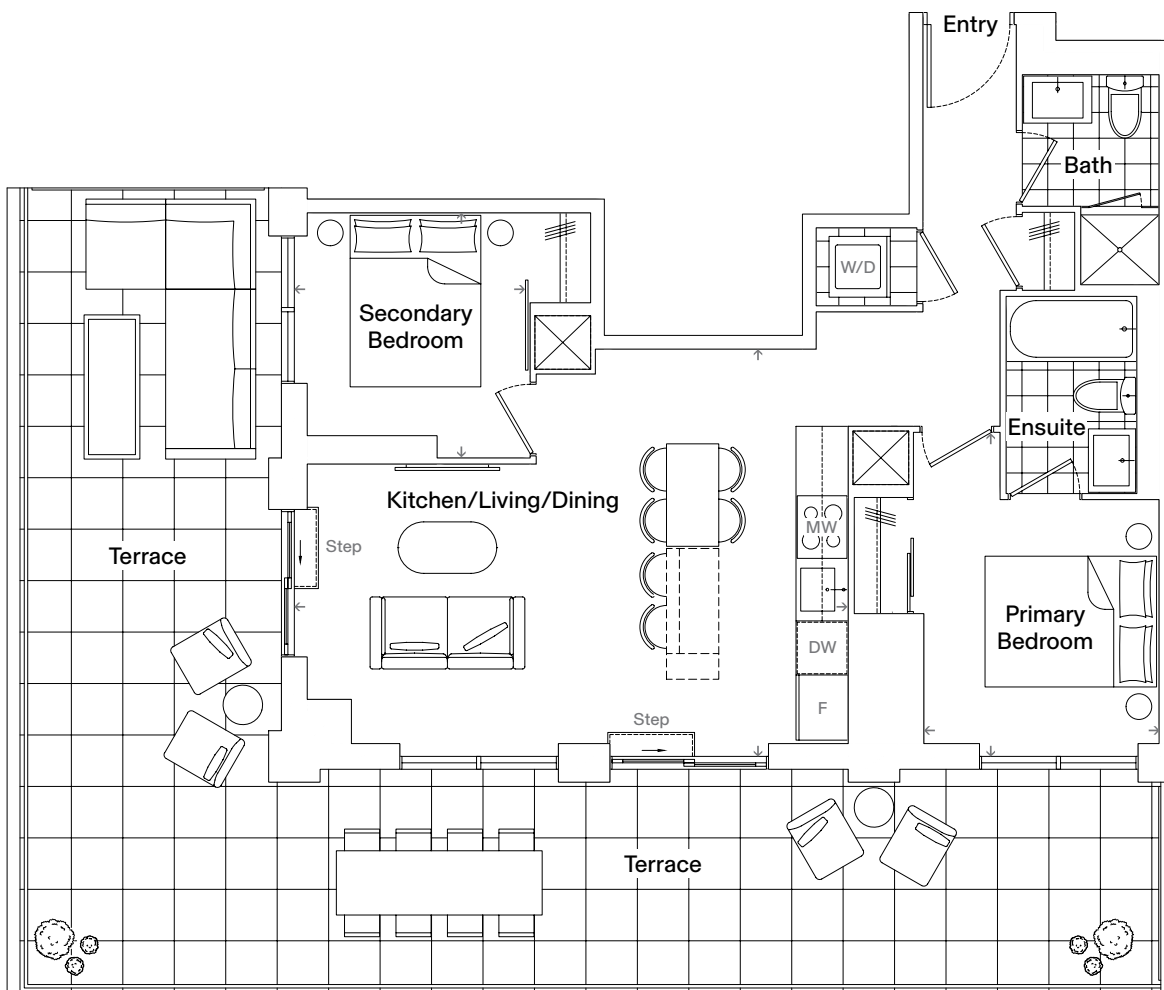 Entry
Bath
W/D
Secondary
Bedroom
Ensuite
Kitchen/Living/Dining
MW
Step
Terrace
Primary
Bedroom
DW
F
Step
Terrace